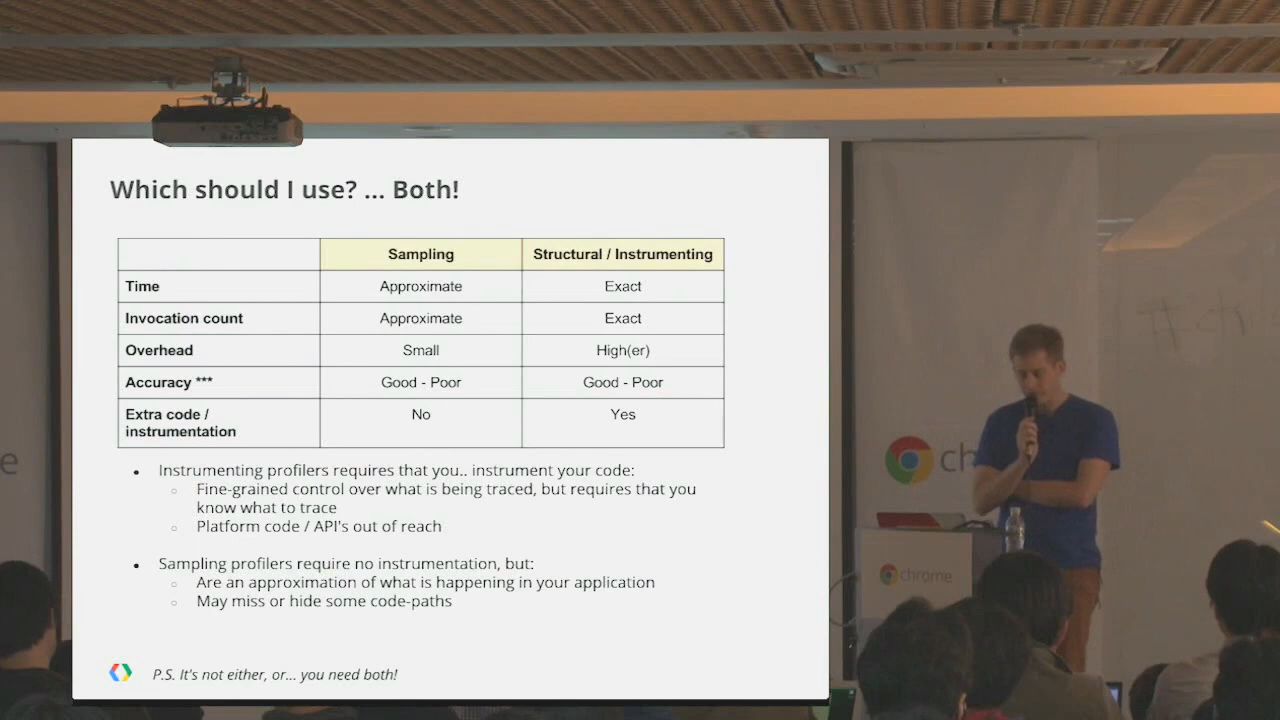 Which should I use? ... Both!
Sampling Structural / Instrumenting
Time Approximate Exact
Invocation count Approximate Exact
Overhead Small High(er)
Accuracy *** Good - Poor Good - Poor
Extra code / No Yes
instrumentation
• Instrumenting profilers requires that you.. instrument your code:
○ Fine-grained control over what is being traced, but requires that you
know what to trace
○ Platform code / API's out of reach
• Sampling profilers require no instrumentation, but:
○ Are an approximation of what is happening in your application
○ May miss or hide some code-paths
P.S. It's not either, or... you need both!
e
ch
chrome